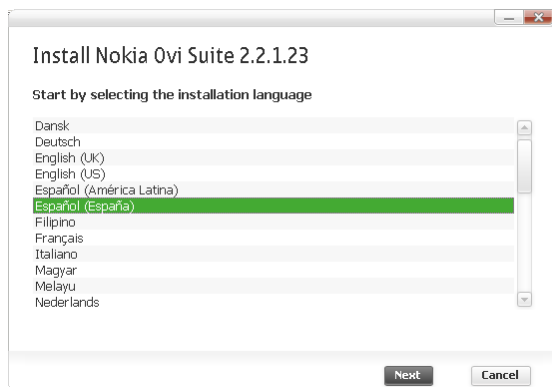 Install Nokia Ovi Suite 2.2.1.23
Start by selecting the installation language
Dansk
Deutsch
English (UK)
English (US)
Español (América Latina)
Español (España)
Filipino
Français
Italiano
Magyar
Melayu
Nederlands
Next Cancel